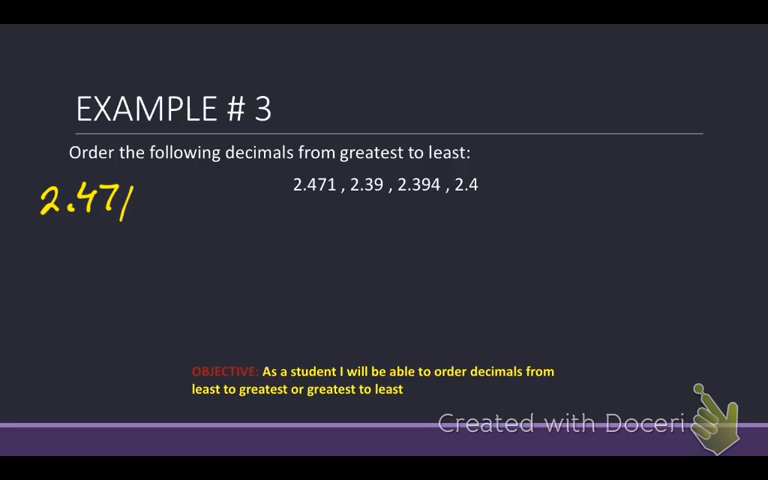 EXAMPLE # 3
Order the following decimals from greatest to least:
2.471 , 2.39 , 2.394 , 2.4
2.471
OBJECTIVE: As a student I will be able to order decimals from
least to greatest or greatest to least
Created with Doceri